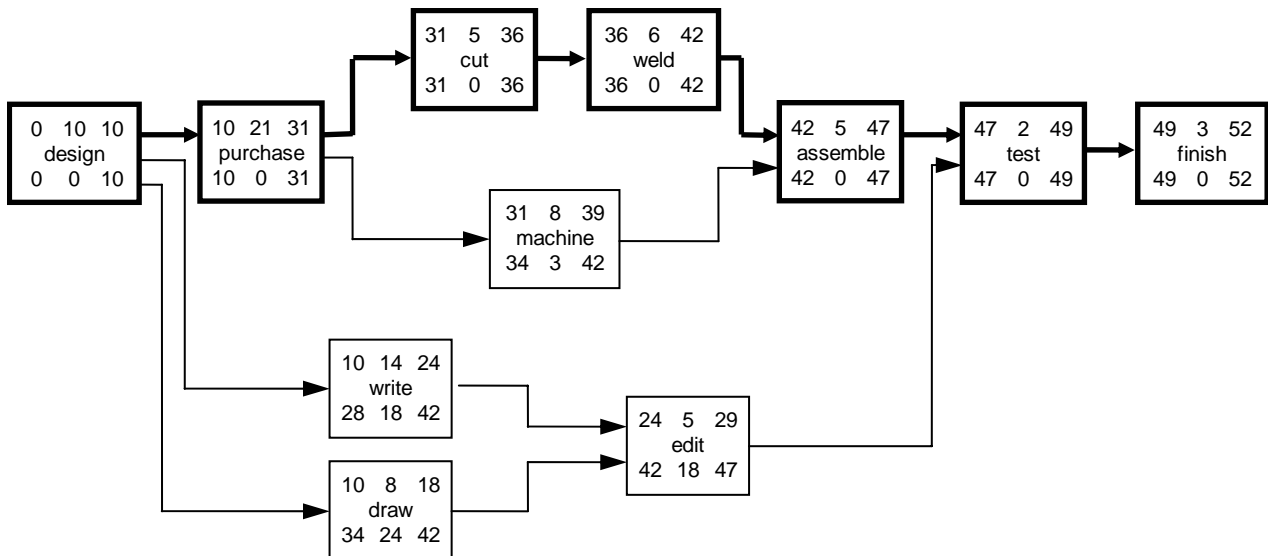 31 5 36
cut
31 0 36
36 6 42
weld
36 0 42
0 10 10
design
0 0 10
10 21 31
purchase
10 0 31
42 5 47
assemble
42 0 47
47 2 49
test
47 0 49
49 3 52
finish
49 0 52
31 8 39
machine
34 3 42
10 14 24
write
28 18 42
24 5 29
edit
42 18 47
10 8 18
draw
34 24 42